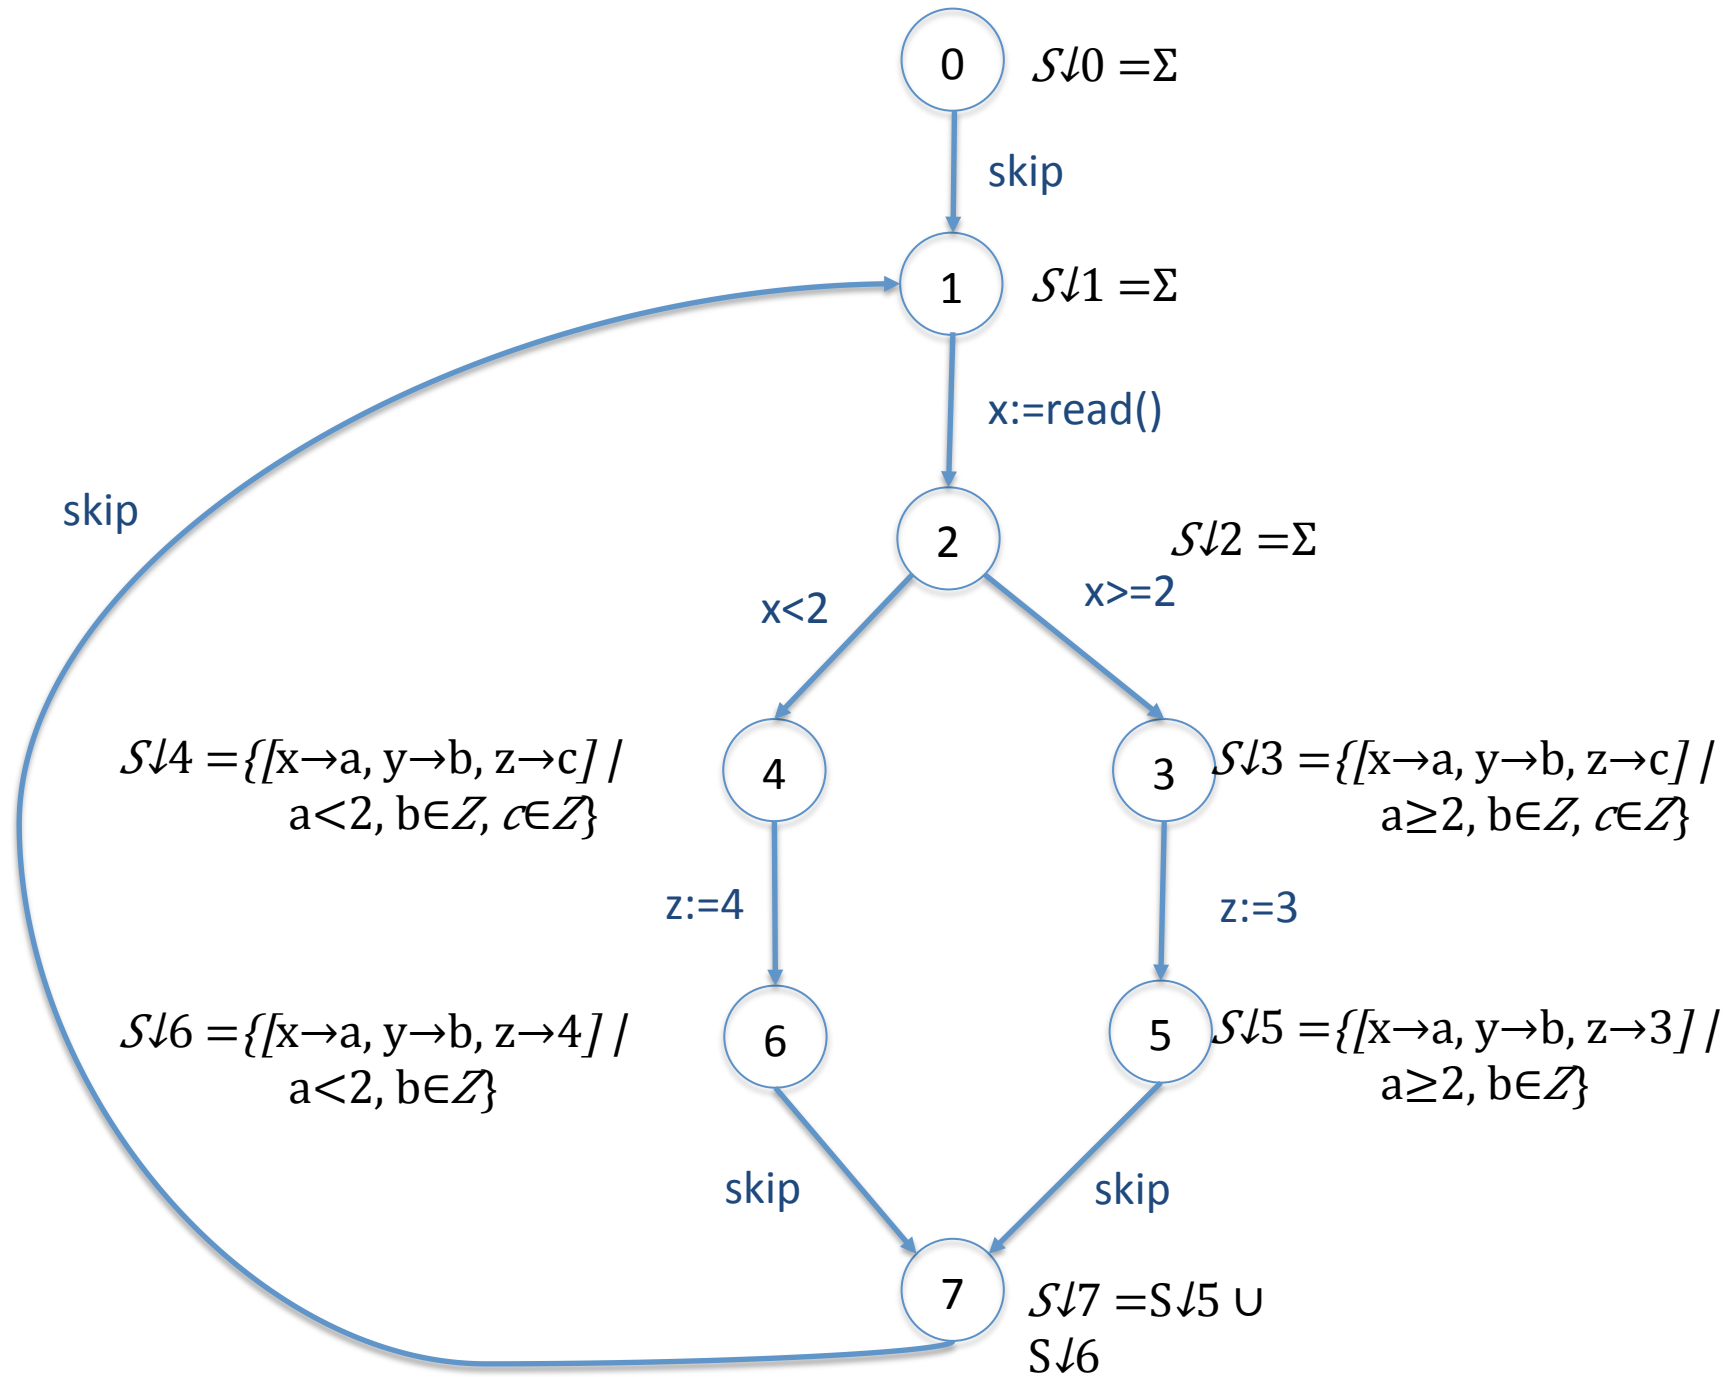 0
S↓0 =Σ
skip
1
S↓1 =Σ
x:=read()
skip
2
S↓2 =Σ
x<2
x>=2
S↓4 ={[x→a, y→b, z→c] |
a<2, b∈Z, c∈Z}
4
3
S↓3 ={[x→a, y→b, z→c] |
a≥2, b∈Z, c∈Z}
z:=4
z:=3
S↓6 ={[x→a, y→b, z→4] |
a<2, b∈Z}
6
5
S↓5 ={[x→a, y→b, z→3] |
a≥2, b∈Z}
skip
skip
7
S↓7 =S↓5 ∪
S↓6